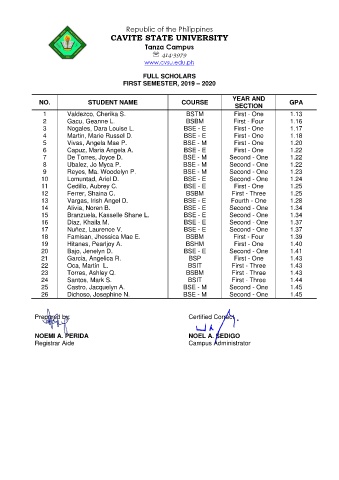 Republic of the Philippines
CAVITE STATE UNIVERSITY
Tanza Campus
☏ 414-3979
www.cvsu.edu.ph
FULL SCHOLARS
FIRST SEMESTER, 2019 – 2020
NO. STUDENT NAME COURSE YEAR AND SECTION GPA
1 Valdezco, Cherika S. BSTM First - One 1.13
2 Gacu, Geanne L. BSBM First - Four 1.16
3 Nogales, Dara Louise L. BSE - E First - One 1.17
4 Martin, Marie Russel D. BSE - E First - One 1.18
5 Vivas, Angela Mae P. BSE - M First - One 1.20
6 Capuz, Maria Angela A. BSE - E First - One 1.22
7 De Torres, Joyce D. BSE - M Second - One 1.22
8 Ubalez, Jo Myca P. BSE - M Second - One 1.22
9 Reyes, Ma. Woodolyn P. BSE - M Second - One 1.23
10 Lomuntad, Ariel D. BSE - E Second - One 1.24
11 Cedillo, Aubrey C. BSE - E First - One 1.25
12 Ferrer, Shaina C. BSBM First - Three 1.25
13 Vargas, Irish Angel D. BSE - E Fourth - One 1.28
14 Alivia, Noren B. BSE - E Second - One 1.34
15 Branzuela, Kasselle Shane L. BSE - E Second - One 1.34
16 Diaz, Khaila M. BSE - E Second - One 1.37
17 Nuñez, Laurence V. BSE - E Second - One 1.37
18 Famisan, Jhessica Mae E. BSBM First - Four 1.39
19 Hitanes, Pearljey A. BSHM First - One 1.40
20 Bajo, Jenelyn D. BSE - E Second - One 1.41
21 Garcia, Angelica R. BSP First - One 1.43
22 Oca, Martin L. BSIT First - Three 1.43
23 Torres, Ashley Q. BSBM First - Three 1.43
24 Santos, Mark S. BSIT First - Three 1.44
25 Castro, Jacquelyn A. BSE - M Second - One 1.45
26 Dichoso, Josephine N. BSE - M Second - One 1.45
Prepared by: Certified Correct:
NOEMI A. PERIDA NOEL A. SEDIGO
Registrar Aide Campus Administrator